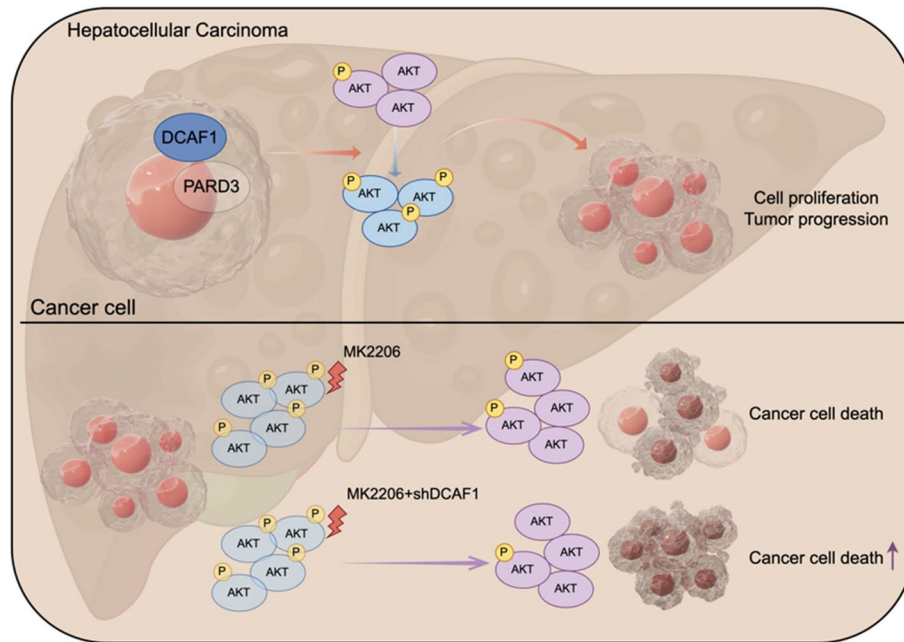 Hepatocellular Carcinoma
P
AKT
AKT
AKT
DCAF1
PARD3
P
P
AKT
AKT
P
AKT
Cell proliferation
Tumor progression
Cancer cell
MK2206
P
P
AKT
AKT
P
P
AKT
AKT
P
AKT
P
AKT
AKT
AKT
AKT
Cancer cell death
MK2206+shDCAF1
P
P
AKT
AKT
P
P
AKT
AKT
AKT
AKT
P
AKT
AKT
AKT
Cancer cell death